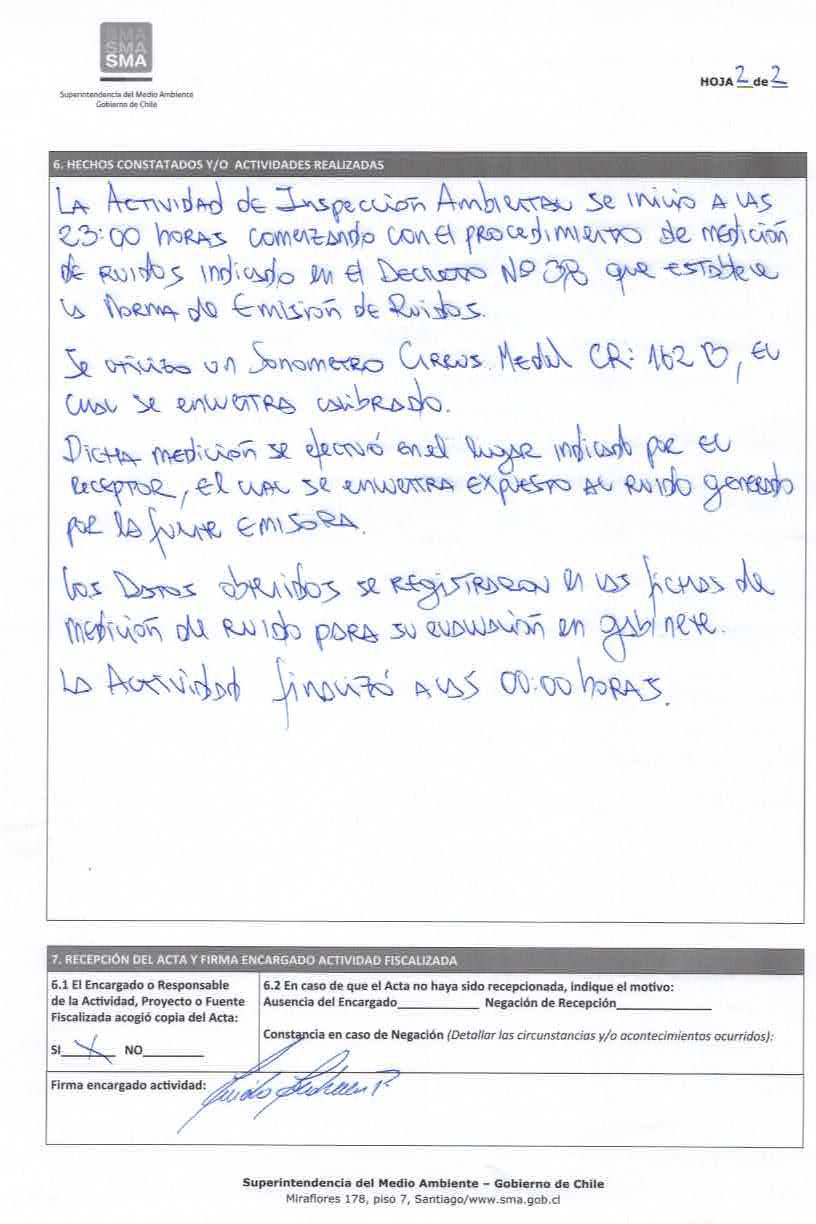 SMA
SMA
SMA
Superintendencia del Medio Ambiente
Gobierno de Chile
HOJA 2 de 2
6. HECHOS CONSTATADOS Y/O ACTIVIDADES REALIZADAS
LA ACTIVIDAD de Inspección Ambiental se inicio A las
23:00 horas comenzando con el procedimiento de medición
de ruidos indicado en el Decreto Nº 38 que establece
la Norma de Emisión de Ruidos.
Se utilizo un Sonometro Cirrus. Model CR: 162 B, el
cual se encuentra calibrado.
Dicha medición se efectuó en el lugar indicado por el
receptor, el cual se encuentra expuesto al ruido generado
por la fuente emisora.
Los Datos obtenidos se registraron en las fichas de
medición de ruido para su evaluación en gabinete.
La Actividad finalizó a las 00:00 horas.
7. RECEPCIÓN DEL ACTA Y FIRMA ENCARGADO ACTIVIDAD FISCALIZADA
6.1 El Encargado o Responsable
de la Actividad, Proyecto o Fuente
Fiscalizada acogió copia del Acta:
SI X NO
6.2 En caso de que el Acta no haya sido recepcionada, indique el motivo:
Ausencia del Encargado Negación de Recepción
Constancia en caso de Negación (Detallar las circunstancias y/o acontecimientos ocurridos):
Firma encargado actividad:
Superintendencia del Medio Ambiente – Gobierno de Chile
Miraflores 178, piso 7, Santiago/www.sma.gob.cl